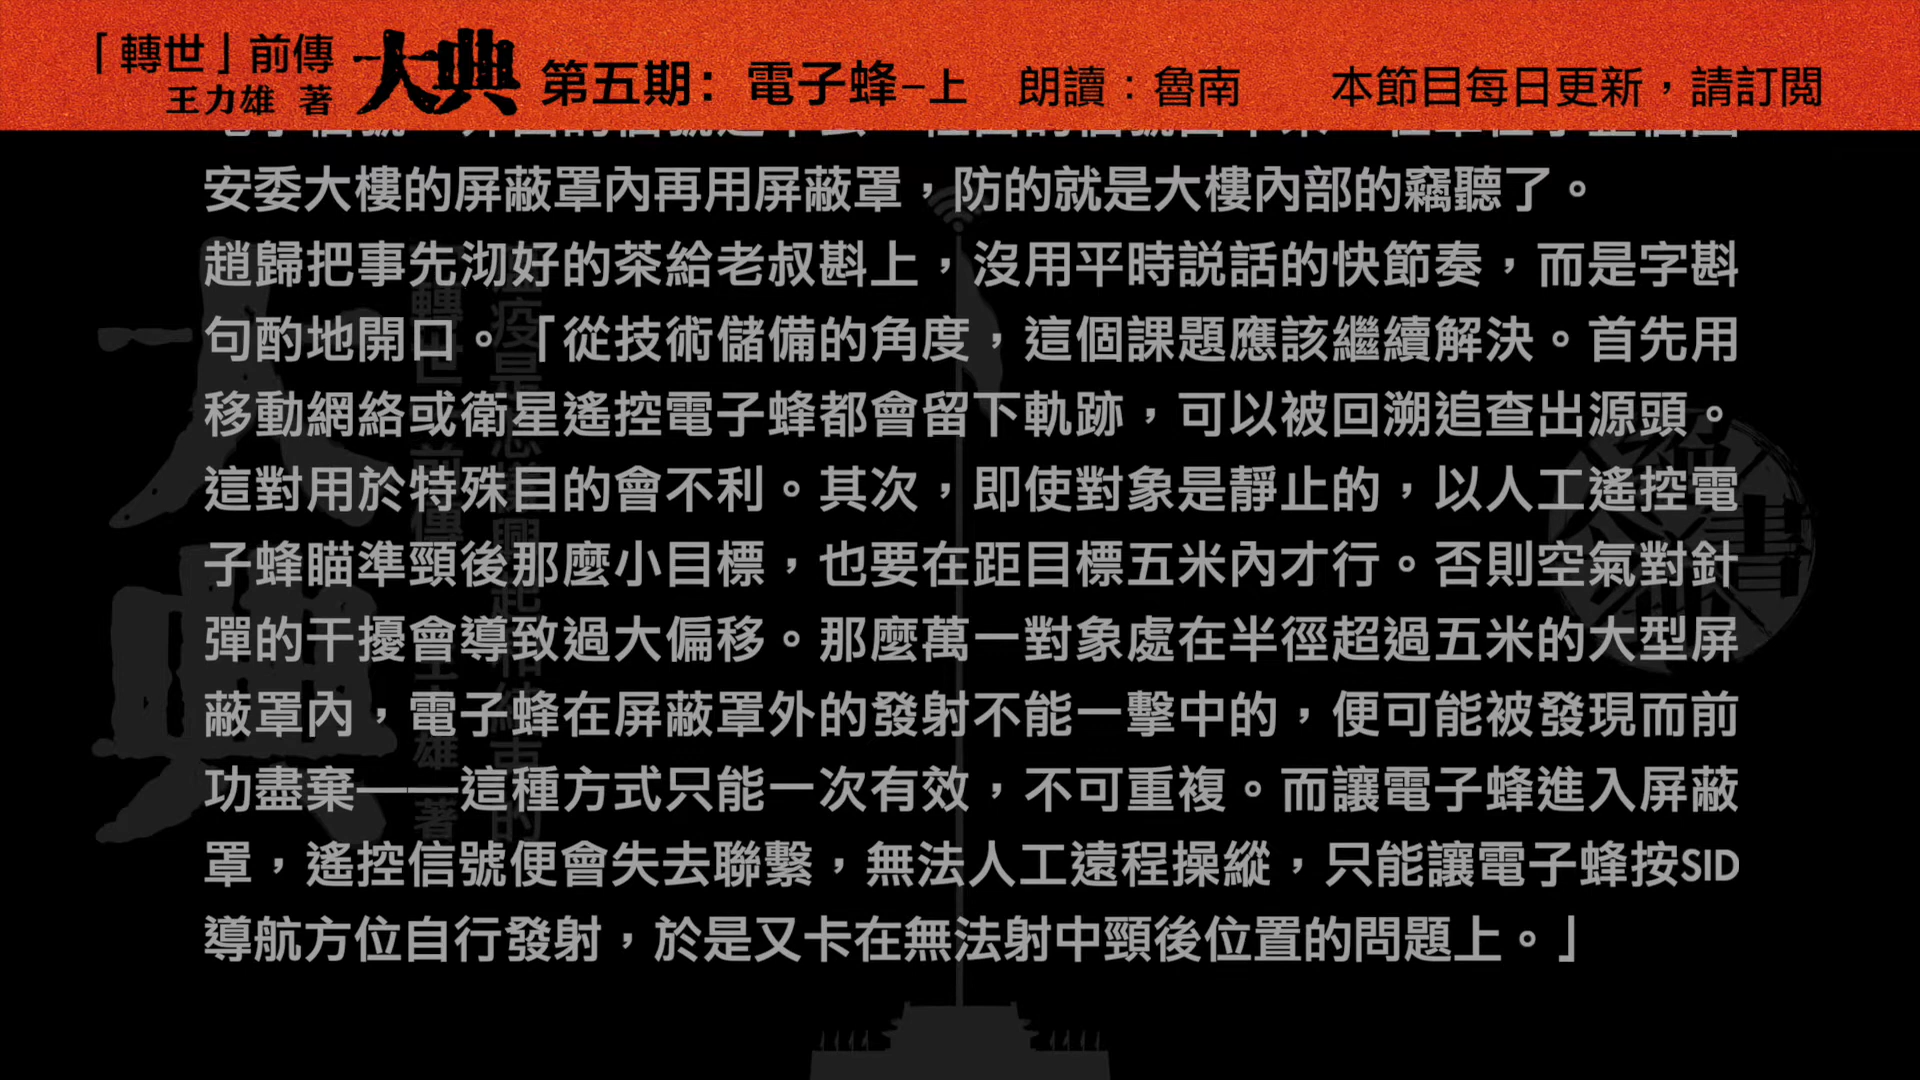 「轉世」前傳
王力雄 著
大典
第五期：電子蜂–上 朗讀：魯南 本節目每日更新，請訂閱
安委大樓的屏蔽罩內再用屏蔽罩，防的就是大樓內部的竊聽了。
趙歸把事先沏好的茶給老叔斟上，沒用平時説話的快節奏，而是字斟
句酌地開口。「從技術儲備的角度，這個課題應該繼續解決。首先用
移動網絡或衛星遙控電子蜂都會留下軌跡，可以被回溯追查出源頭。
這對用於特殊目的會不利。其次，即使對象是靜止的，以人工遙控電
子蜂瞄準頸後那麼小目標，也要在距目標五米內才行。否則空氣對針
彈的干擾會導致過大偏移。那麼萬一對象處在半徑超過五米的大型屏
蔽罩內，電子蜂在屏蔽罩外的發射不能一擊中的，便可能被發現而前
功盡棄——這種方式只能一次有效，不可重複。而讓電子蜂進入屏蔽
罩，遙控信號便會失去聯繫，無法人工遠程操縱，只能讓電子蜂按SID
導航方位自行發射，於是又卡在無法射中頸後位置的問題上。」
大典
「轉世」前傳
王力雄 著